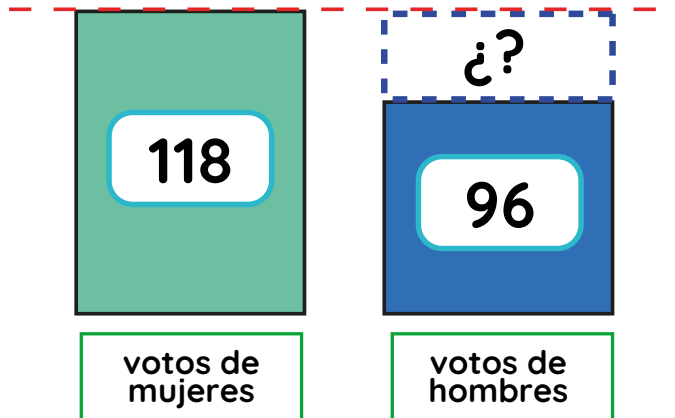 ¿?
118
96
votos de
mujeres
votos de
hombres